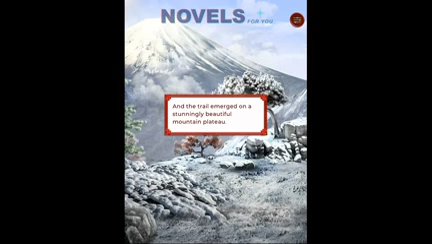 NOVELS
FOR YOU
And the trail emerged on a
stunningly beautiful
mountain plateau.